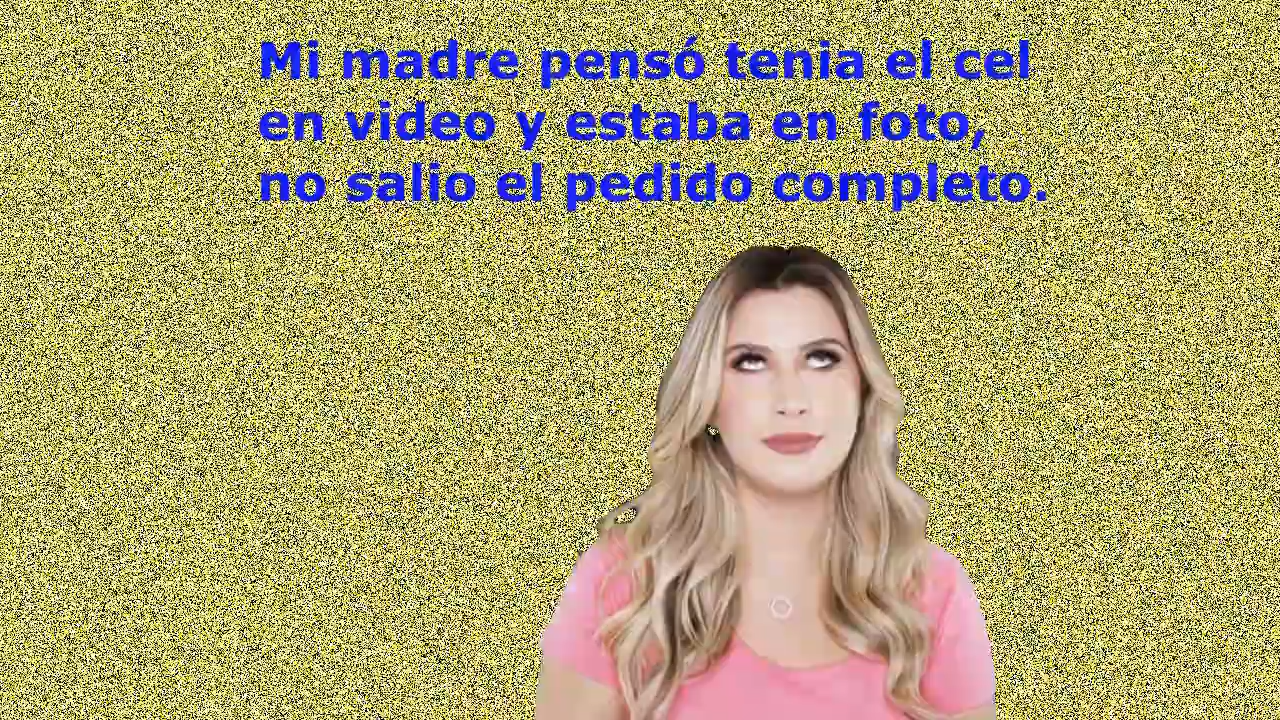 Mi madre pensó tenia el cel
en video y estaba en foto,
no salio el pedido completo.